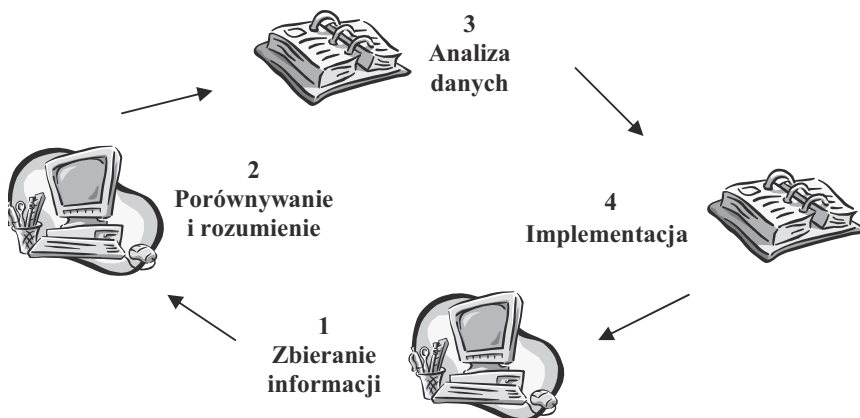 3
Analiza
danych
2
Porównywanie
i rozumienie
4
Implementacja
1
Zbieranie
informacji